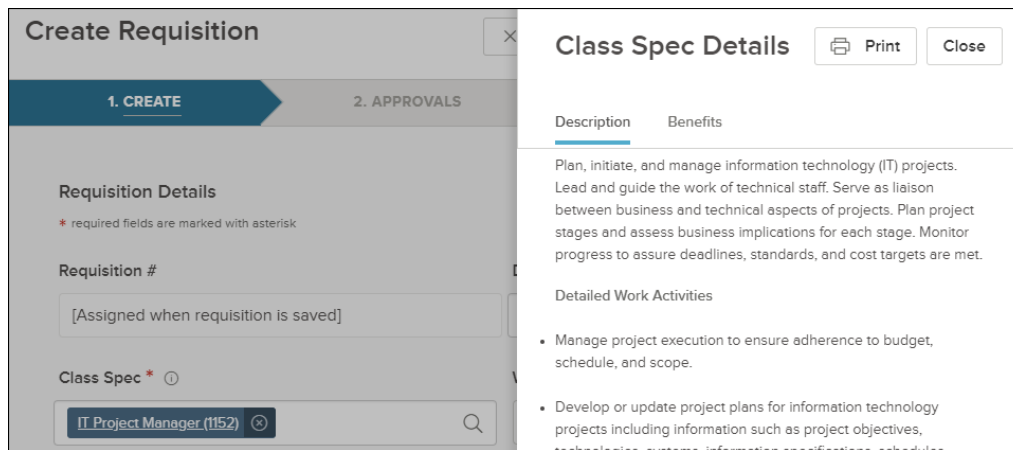 Create Requisition
1. CREATE
2. APPROVALS
Requisition Details
* required fields are marked with asterisk
Requisition #
[Assigned when requisition is saved]
Class Spec *
IT Project Manager (1152)
Class Spec Details
Print
Close
Description
Benefits
Plan, initiate, and manage information technology (IT) projects.
Lead and guide the work of technical staff. Serve as liaison
between business and technical aspects of projects. Plan project
stages and assess business implications for each stage. Monitor
progress to assure deadlines, standards, and cost targets are met.
Detailed Work Activities
• Manage project execution to ensure adherence to budget,
schedule, and scope.
• Develop or update project plans for information technology
projects including information such as project objectives,
technologies, systems, information specifications, schedules